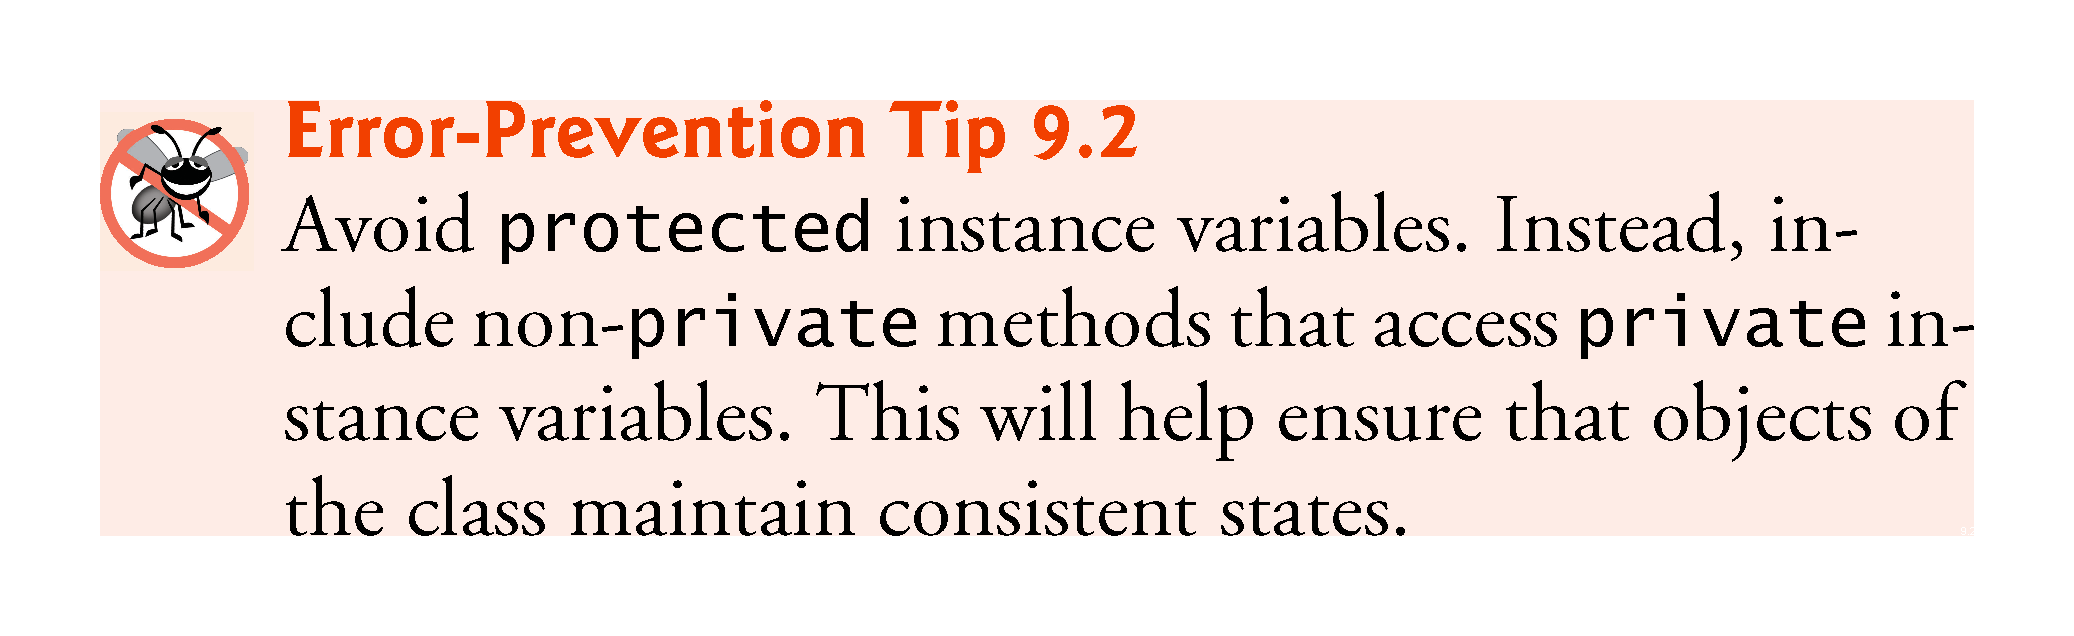 Error-Prevention Tip 9.2
Avoid protected instance variables. Instead, in-
clude non-private methods that access private in-
stance variables. This will help ensure that objects of
the class maintain consistent states.